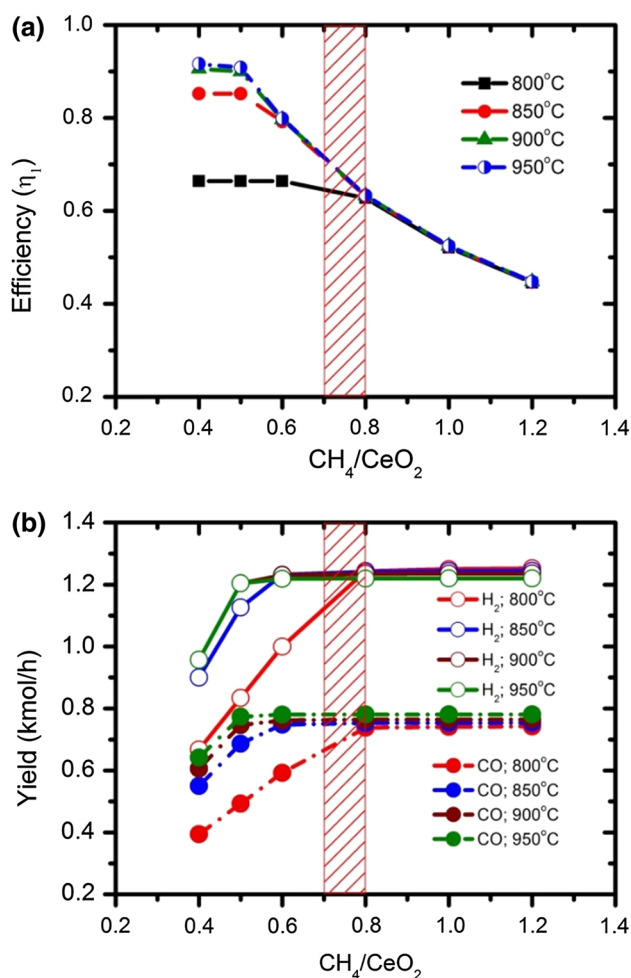 (a)
1.0
0.8
0.6
0.4
0.2
Efficiency (η₁)
800°C
850°C
900°C
950°C
0.2 0.4 0.6 0.8 1.0 1.2 1.4
CH₄/CeO₂
(b)
1.4
1.2
1.0
0.8
0.6
0.4
0.2
Yield (kmol/h)
H₂; 800°C
H₂; 850°C
H₂; 900°C
H₂; 950°C
CO; 800°C
CO; 850°C
CO; 900°C
CO; 950°C
0.2 0.4 0.6 0.8 1.0 1.2 1.4
CH₄/CeO₂